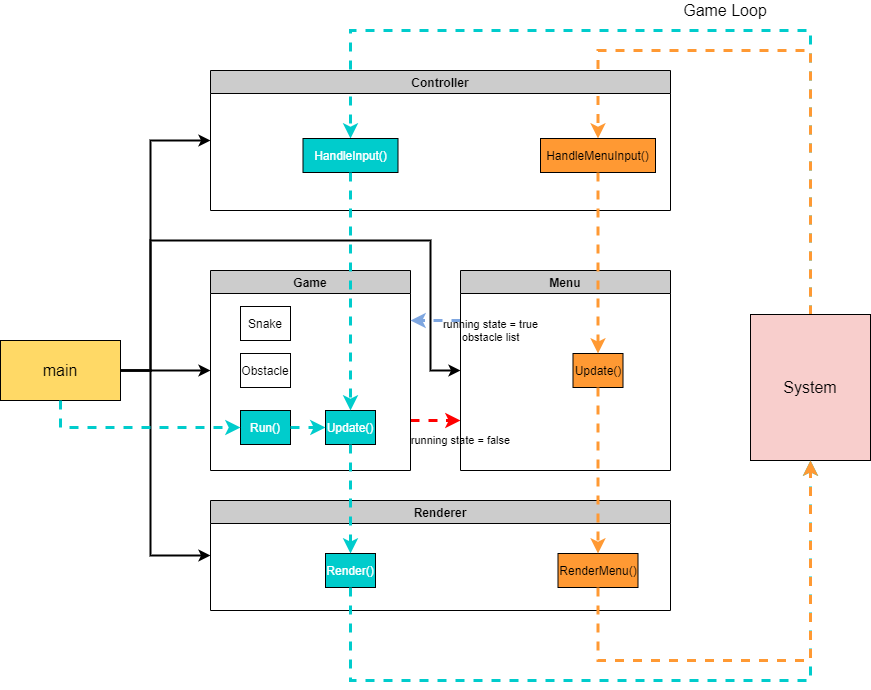 Game Loop
Controller
HandleInput()
HandleMenuInput()
Game
Menu
Snake
running state = true
obstacle list
main
Obstacle
Update()
System
Run()
Update()
running state = false
Renderer
Render()
RenderMenu()